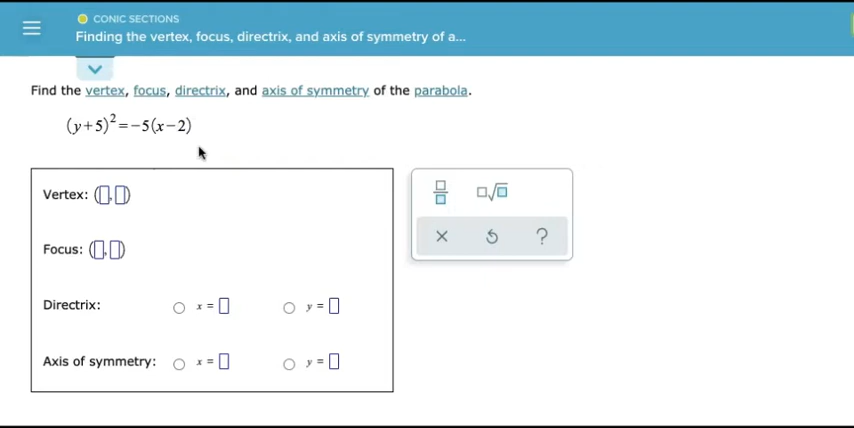 CONIC SECTIONS
Finding the vertex, focus, directrix, and axis of symmetry of a...
Find the vertex, focus, directrix, and axis of symmetry of the parabola.
(y+5)²=−5(x−2)
Vertex: (▯,▯)
Focus: (▯,▯)
Directrix: x = ▯ y = ▯
Axis of symmetry: x = ▯ y = ▯
▯/▯ ▯√▯
× ↺ ?